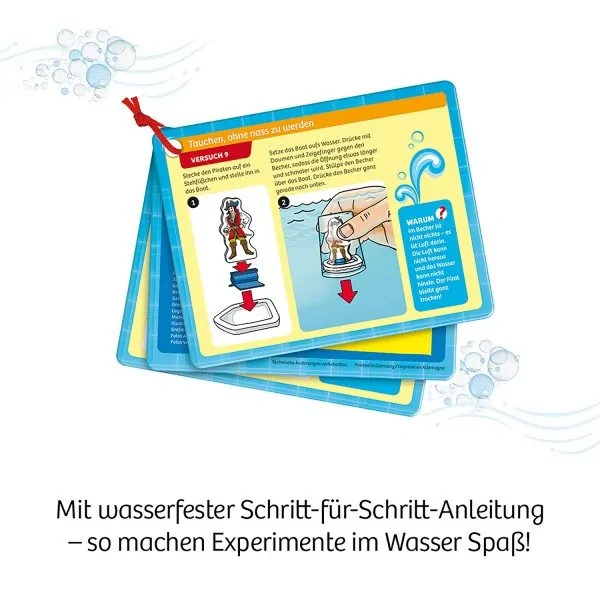 Tauchen, ohne nass zu werden
VERSUCH 9
Stecke den Piraten auf ein
Stehfüßchen und stelle ihn in
das Boot.
1
Setze das Boot aufs Wasser. Drücke mit
Daumen und Zeigefinger gegen den
Becher, sodass die Öffnung etwas länger
und schmaler wird. Stülpe den Becher
über das Boot. Drücke den Becher ganz
gerade nach unten.
2
WARUM?
Im Becher ist
nicht nichts – es
ist Luft darin.
Die Luft kann
nicht heraus
und das Wasser
kann nicht
hinein. Der Pirat
bleibt ganz
trocken!
Technische Änderungen vorbehalten.
Printed in Germany / Imprimé en Allemagne
Mit wasserfester Schritt-für-Schritt-Anleitung
– so machen Experimente im Wasser Spaß!